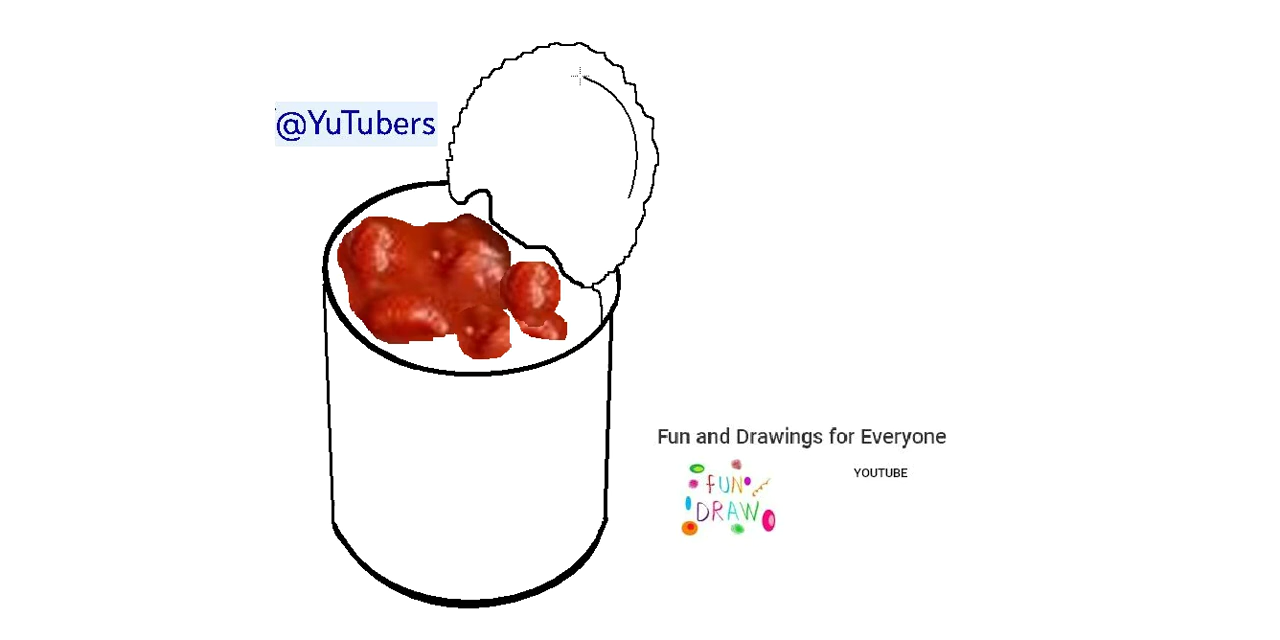 @YuTubers
Fun and Drawings for Everyone
YOUTUBE
FUN
DRAW